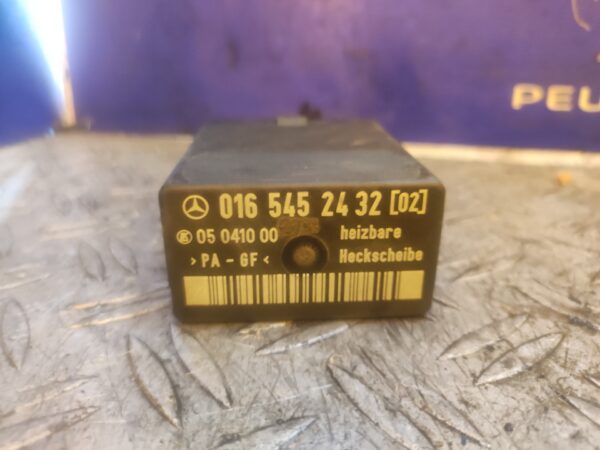 PEU
016 545 24 32 [02]
05 0410 00 heizbare
>PA-GF< Heckscheibe